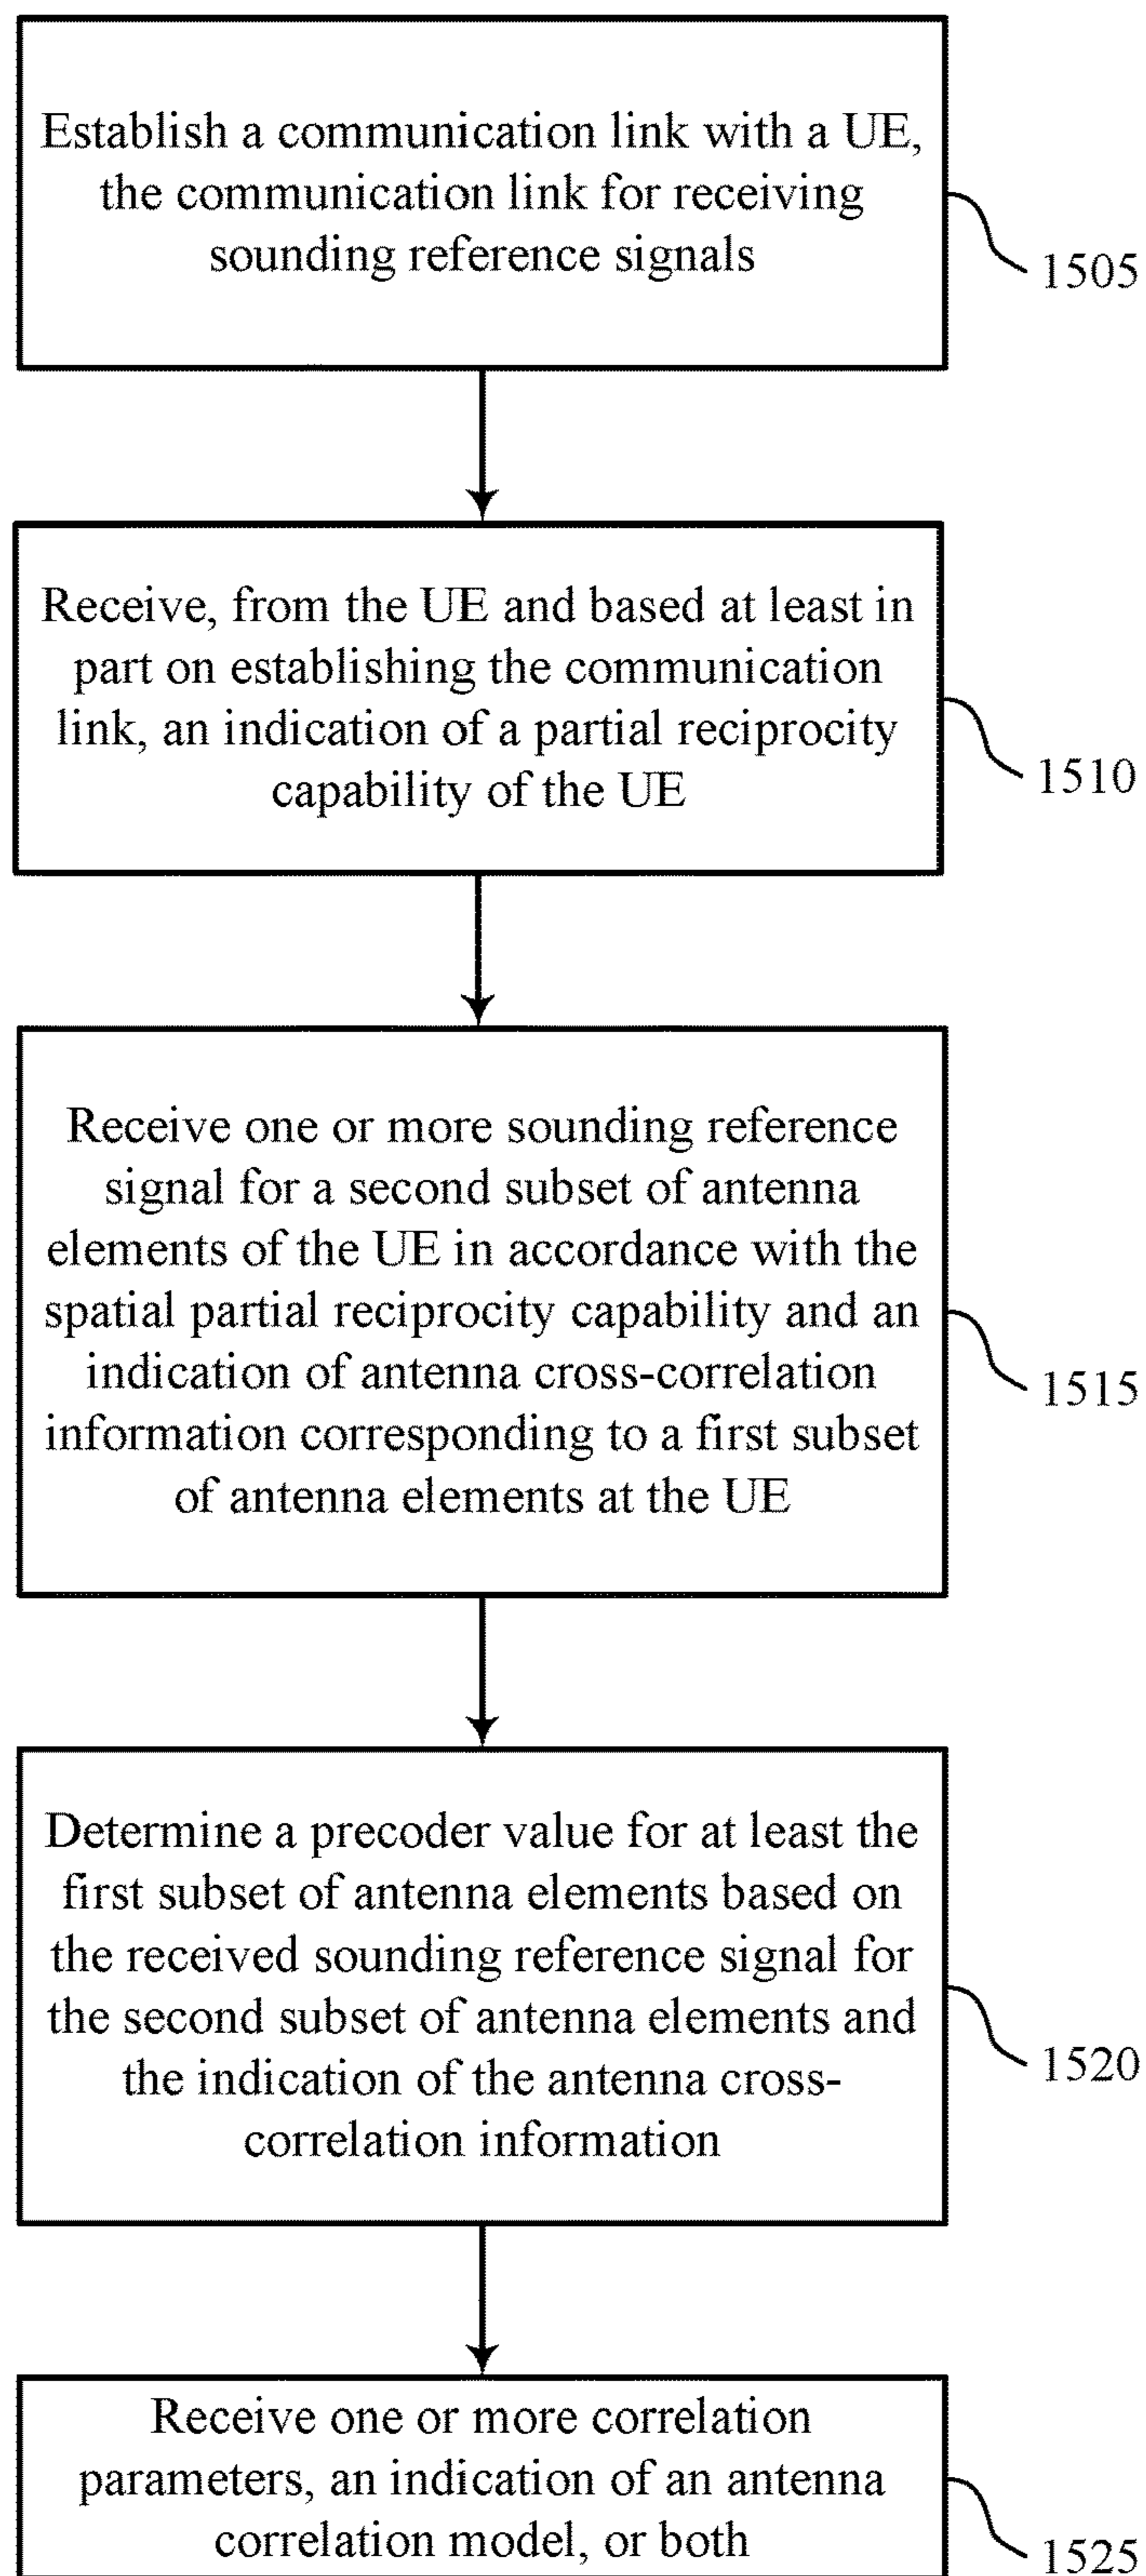 Establish a communication link with a UE,
the communication link for receiving
sounding reference signals
1505
Receive, from the UE and based at least in
part on establishing the communication
link, an indication of a partial reciprocity
capability of the UE
1510
Receive one or more sounding reference
signal for a second subset of antenna
elements of the UE in accordance with the
spatial partial reciprocity capability and an
indication of antenna cross-correlation
information corresponding to a first subset
of antenna elements at the UE
1515
Determine a precoder value for at least the
first subset of antenna elements based on
the received sounding reference signal for
the second subset of antenna elements and
the indication of the antenna cross-
correlation information
1520
Receive one or more correlation
parameters, an indication of an antenna
correlation model, or both
1525